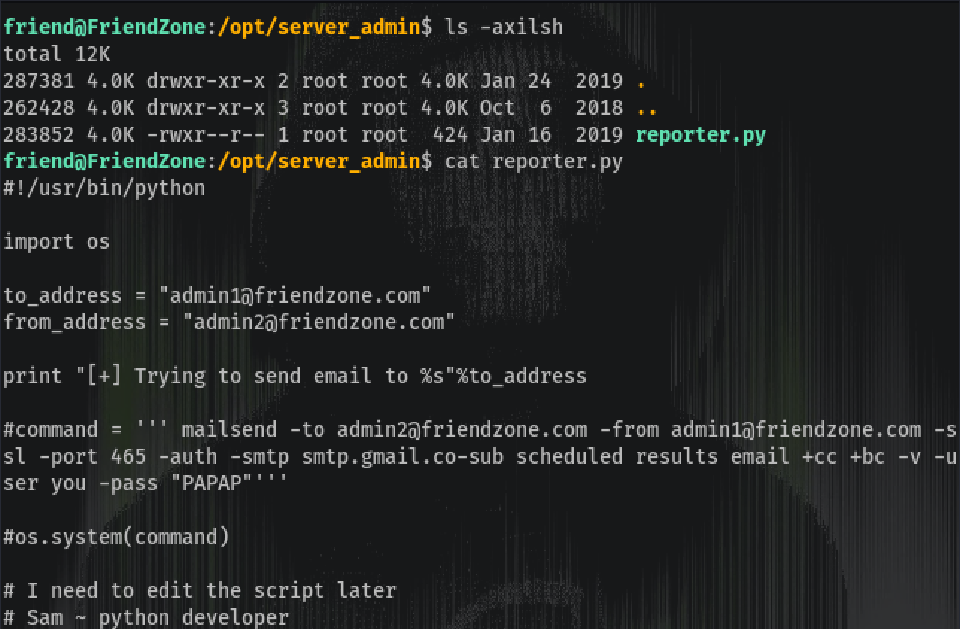 friend@FriendZone:/opt/server_admin$ ls -axilsh
total 12K
287381 4.0K drwxr-xr-x 2 root root 4.0K Jan 24  2019 .
262428 4.0K drwxr-xr-x 3 root root 4.0K Oct  6  2018 ..
283852 4.0K -rwxr--r-- 1 root root  424 Jan 16  2019 reporter.py
friend@FriendZone:/opt/server_admin$ cat reporter.py
#!/usr/bin/python
import os
to_address = "admin1@friendzone.com"
from_address = "admin2@friendzone.com"
print "[+] Trying to send email to %s"%to_address
#command = ''' mailsend -to admin2@friendzone.com -from admin1@friendzone.com -s
sl -port 465 -auth -smtp smtp.gmail.co-sub scheduled results email +cc +bc -v -u
ser you -pass "PAPAP"'''
#os.system(command)
# I need to edit the script later
# Sam ~ python developer